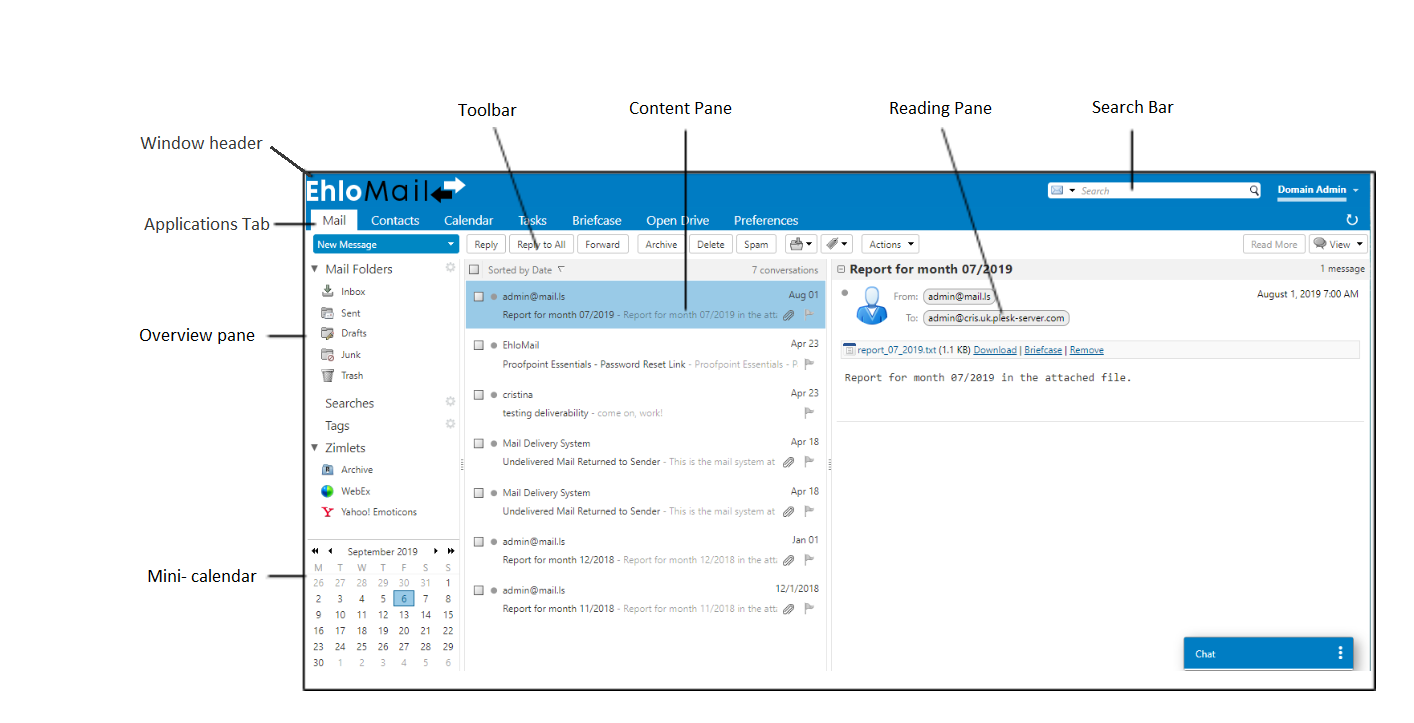 Toolbar
Content Pane
Reading Pane
Search Bar
Window header
EhloMail
Search
Domain Admin
Applications Tab
Mail Contacts Calendar Tasks Briefcase Open Drive Preferences
New Message
Reply Reply to All Forward Archive Delete Spam Actions Read More View
Mail Folders
Inbox
Sent
Drafts
Junk
Trash
Searches
Tags
Zimlets
Archive
WebEx
Yahoo! Emoticons
Overview pane
Mini- calendar
September 2019
M T W T F S S
26 27 28 29 30 31 1
2 3 4 5 6 7 8
9 10 11 12 13 14 15
16 17 18 19 20 21 22
23 24 25 26 27 28 29
30 1 2 3 4 5 6
Sorted by Date 7 conversations
admin@mail.ls Aug 01
Report for month 07/2019 - Report for month 07/2019 in the att
EhloMail Apr 23
Proofpoint Essentials - Password Reset Link - Proofpoint Essentials - P
cristina Apr 23
testing deliverability - come on, work!
Mail Delivery System Apr 18
Undelivered Mail Returned to Sender - This is the mail system at
Mail Delivery System Apr 18
Undelivered Mail Returned to Sender - This is the mail system at
admin@mail.ls Jan 01
Report for month 12/2018 - Report for month 12/2018 in the att
admin@mail.ls 12/1/2018
Report for month 11/2018 - Report for month 11/2018 in the att
Report for month 07/2019 1 message
From: admin@mail.ls August 1, 2019 7:00 AM
To: admin@cris.uk.plesk-server.com
report_07_2019.txt (1.1 KB) Download | Briefcase | Remove
Report for month 07/2019 in the attached file.
Chat